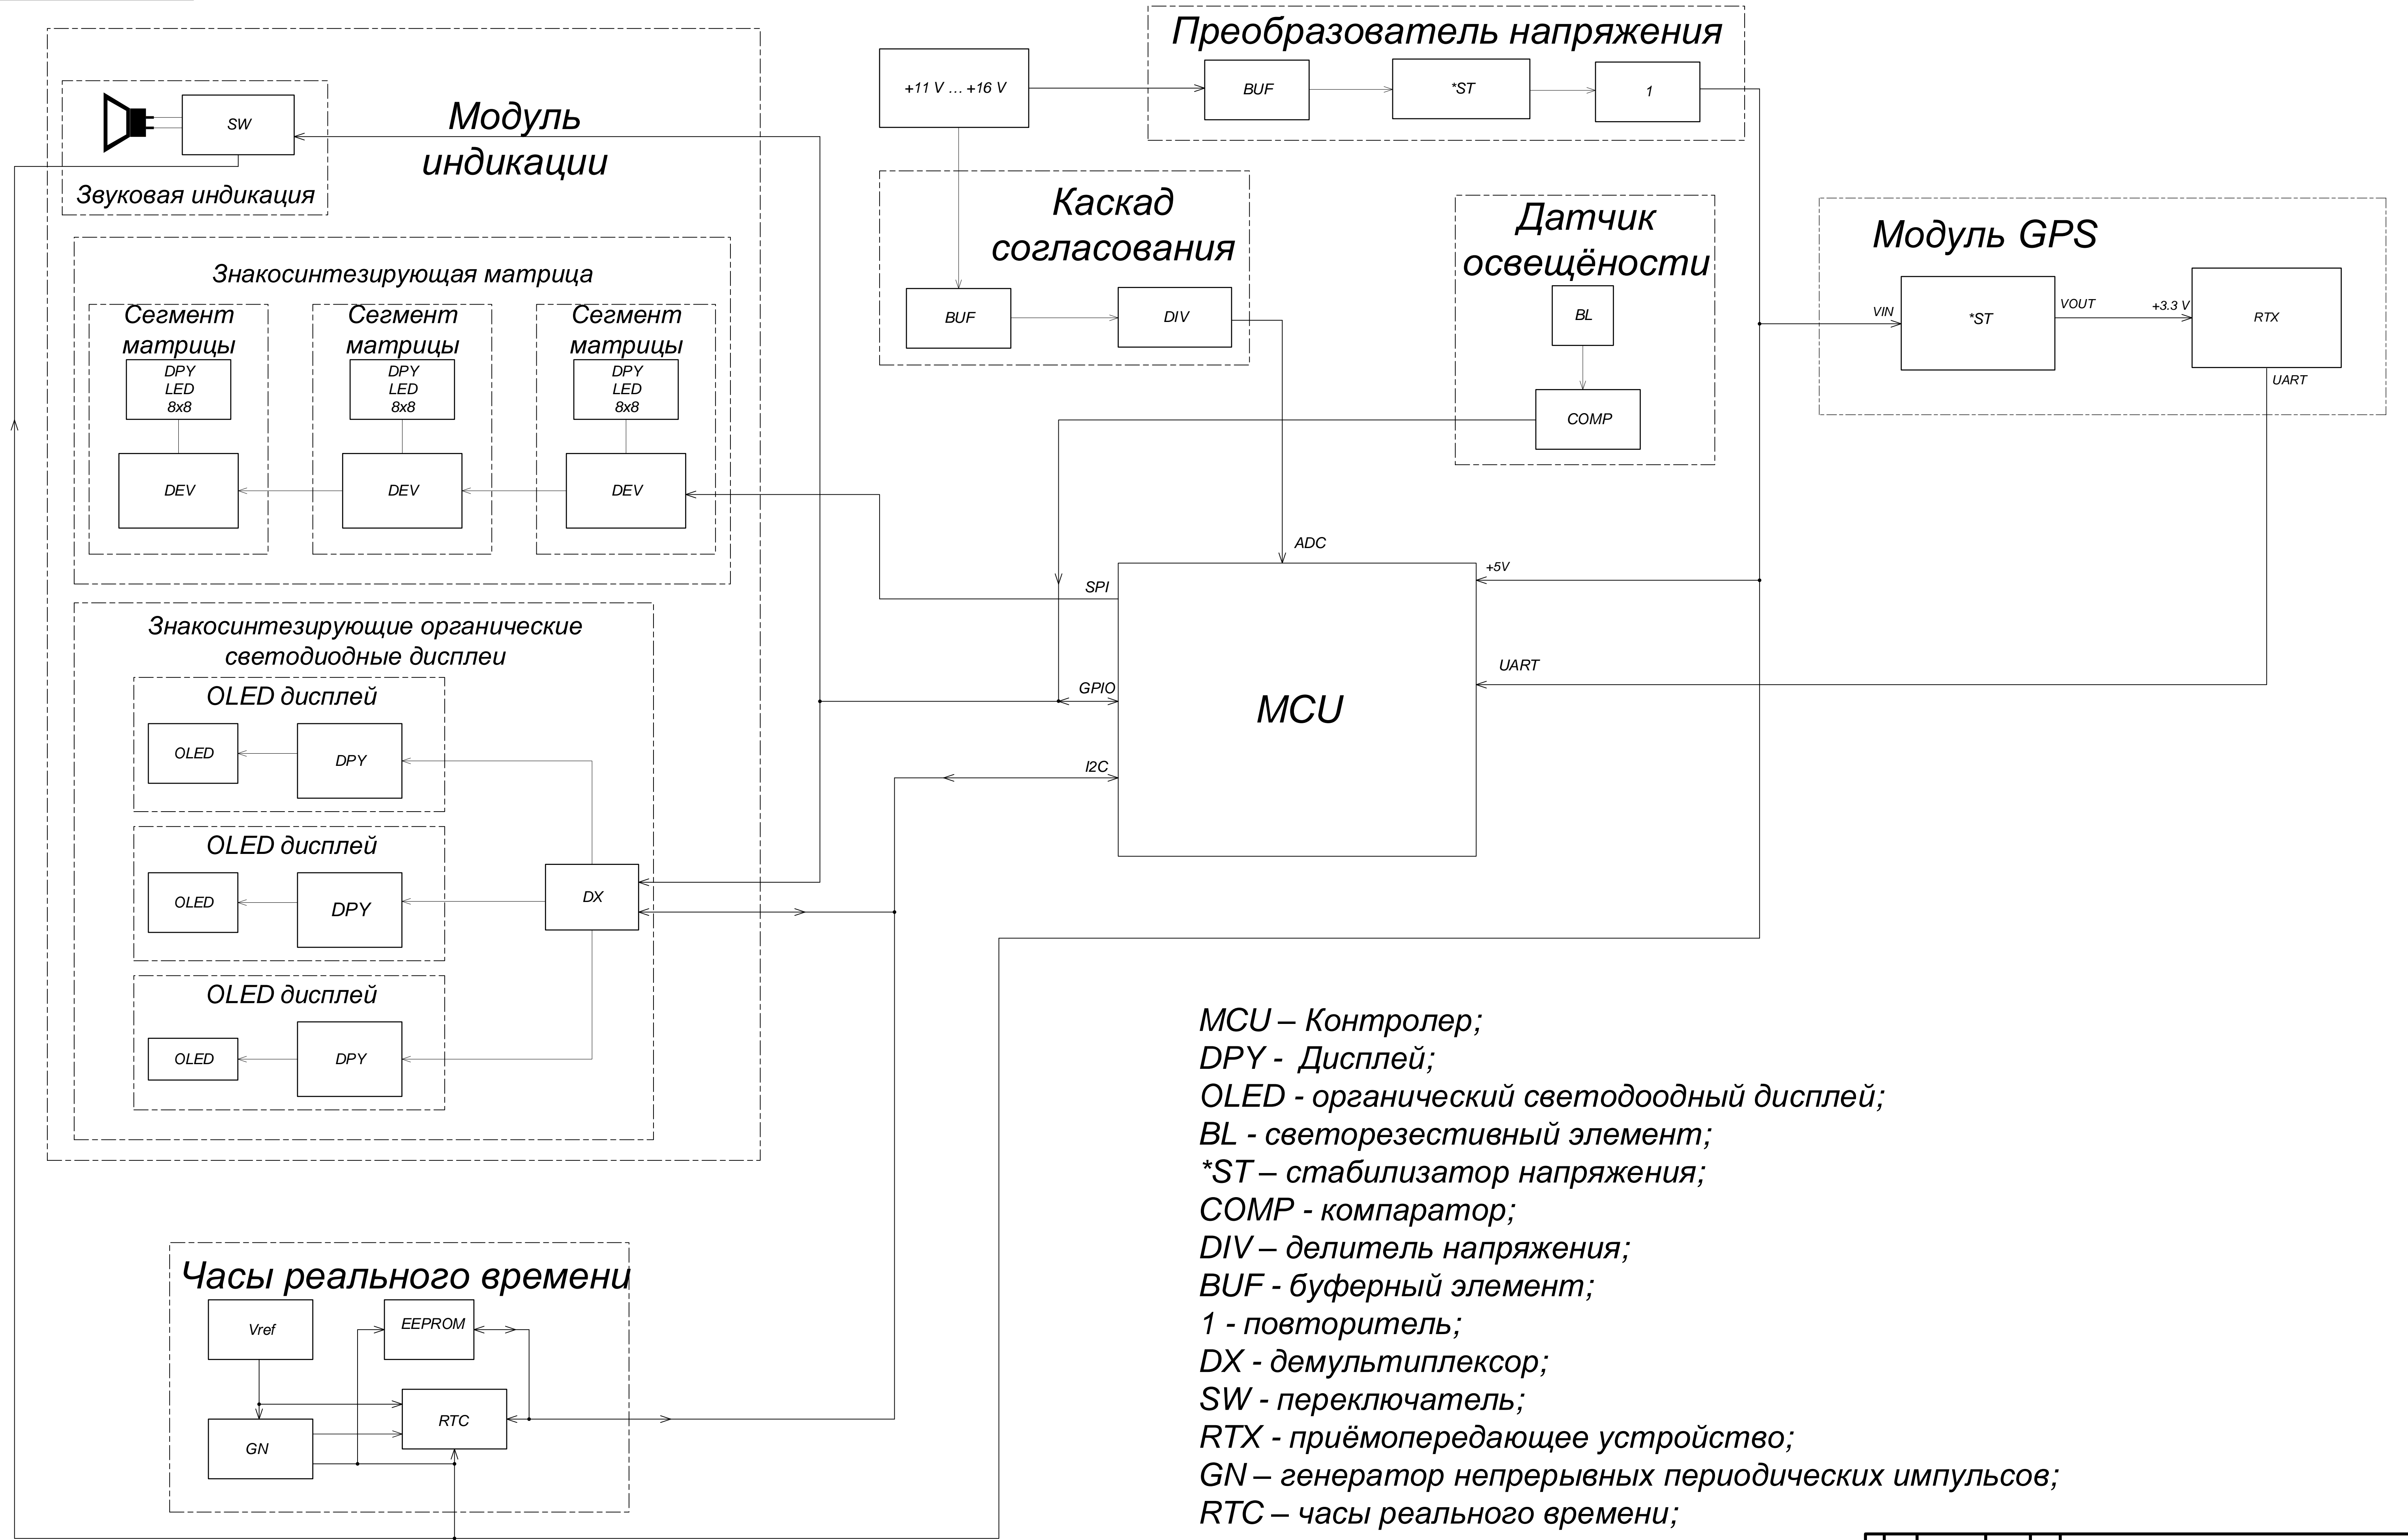 Преобразователь напряжения
+11 V ... +16 V
BUF
*ST
1
SW
Модуль
индикации
Звуковая индикация
Каскад
согласования
BUF
DIV
Датчик
освещёности
BL
COMP
Модуль GPS
VIN
*ST
VOUT
+3.3 V
RTX
UART
Знакосинтезирующая матрица
Сегмент
матрицы
DPY
LED
8x8
DEV
Сегмент
матрицы
DPY
LED
8x8
DEV
Сегмент
матрицы
DPY
LED
8x8
DEV
ADC
SPI
+5V
UART
GPIO
I2C
MCU
Знакосинтезирующие органические
светодиодные дисплеи
OLED дисплей
OLED
DPY
OLED дисплей
OLED
DPY
DX
OLED дисплей
OLED
DPY
Часы реального времени
Vref
EEPROM
RTC
GN
MCU – Контролер;
DPY - Дисплей;
OLED - органический светодоодный дисплей;
BL - светорезестивный элемент;
*ST – стабилизатор напряжения;
COMP - компаратор;
DIV – делитель напряжения;
BUF - буферный элемент;
1 - повторитель;
DX - демультиплексор;
SW - переключатель;
RTX - приёмопередающее устройство;
GN – генератор непрерывных периодических импульсов;
RTC – часы реального времени;